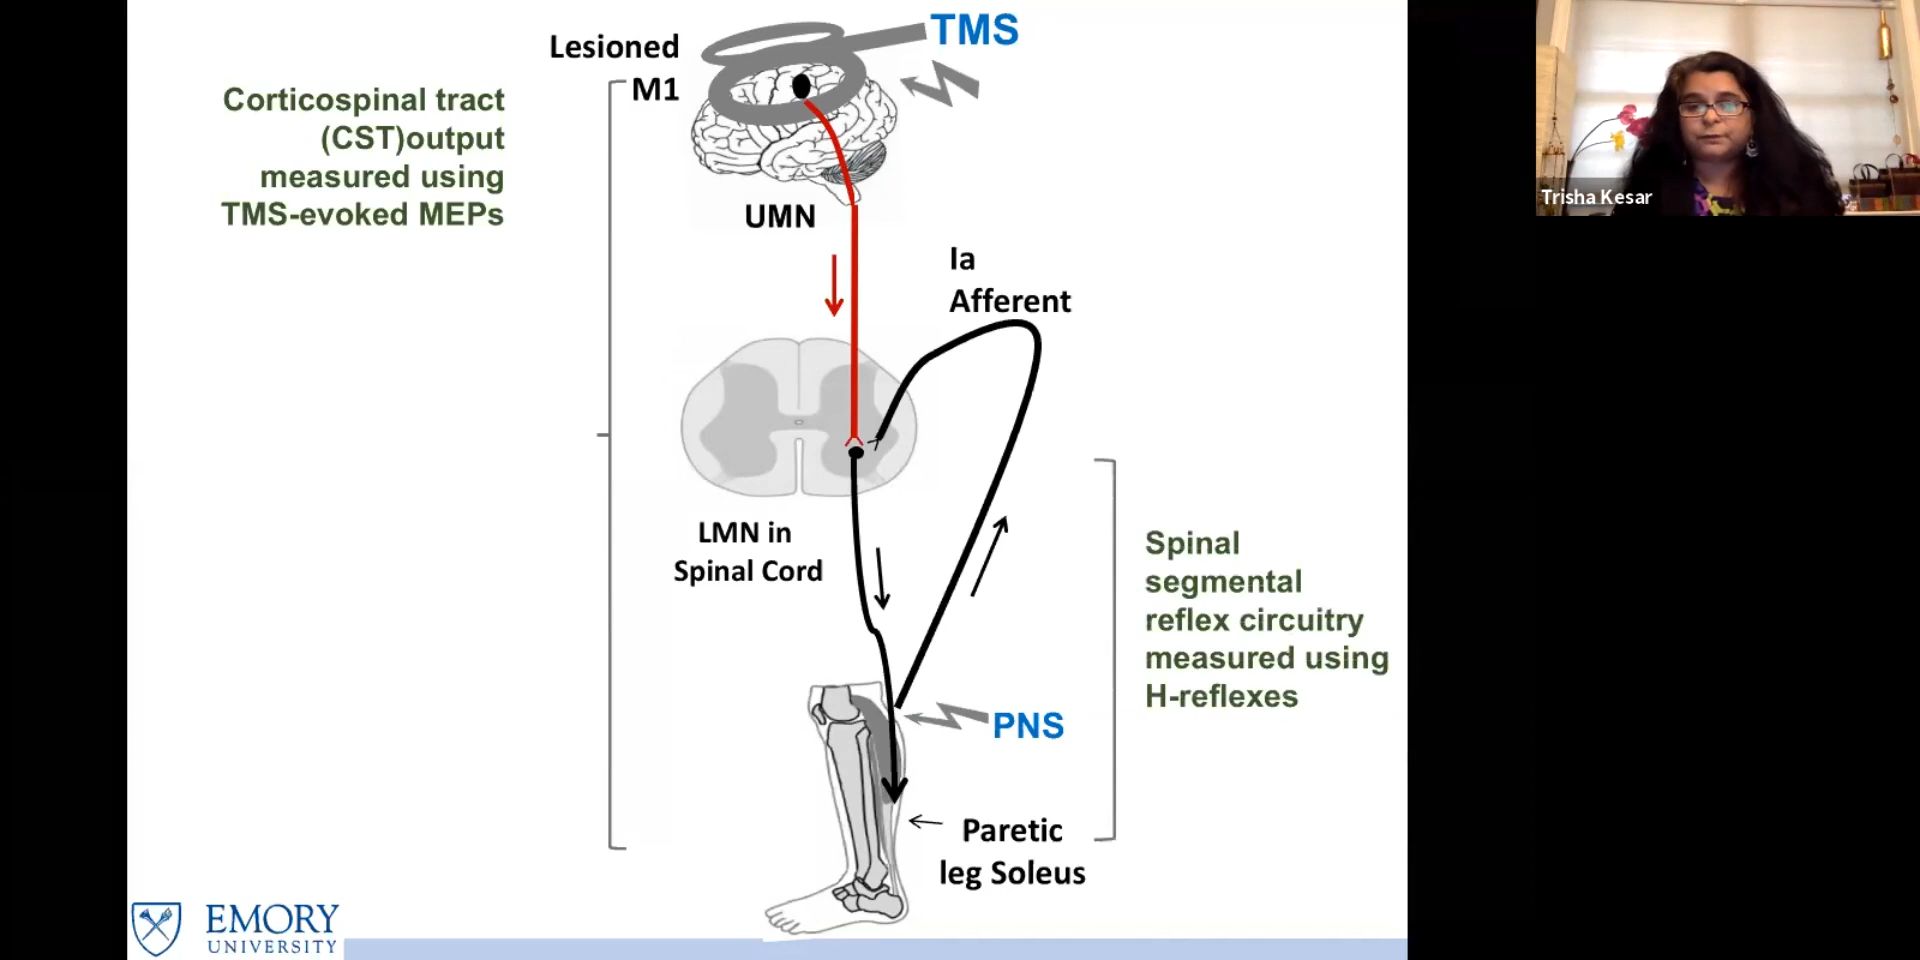 TMS
Lesioned
M1
Corticospinal tract
(CST)output
measured using
TMS-evoked MEPs
UMN
Ia
Afferent
LMN in
Spinal Cord
Spinal
segmental
reflex circuitry
measured using
H-reflexes
PNS
Paretic
leg Soleus
EMORY
UNIVERSITY
Trisha Kesar